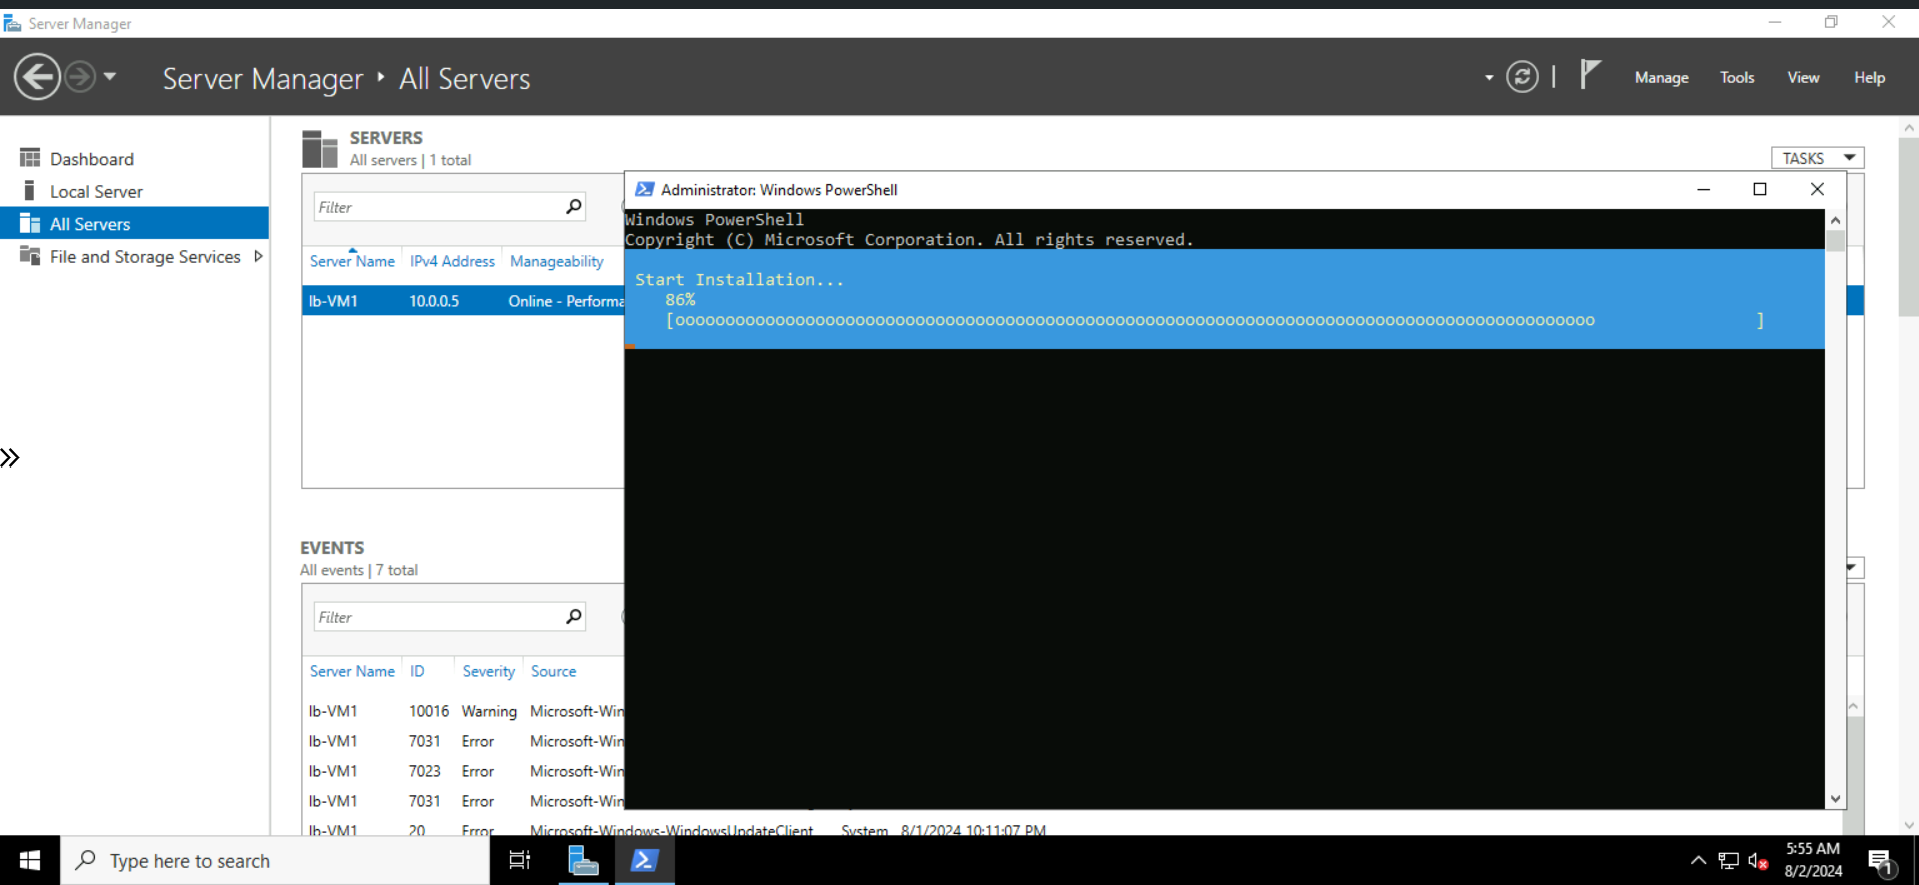 Server Manager
Server Manager ‣ All Servers
Manage Tools View Help
Dashboard
Local Server
All Servers
File and Storage Services
SERVERS
All servers | 1 total
TASKS
Filter
Server Name IPv4 Address Manageability
lb-VM1 10.0.0.5 Online - Performa
Administrator: Windows PowerShell
Windows PowerShell
Copyright (C) Microsoft Corporation. All rights reserved.
Start Installation...
86%
[oooooooooooooooooooooooooooooooooooooooooooooooooooooooooooooooooooooooooooooooooooooooooooo ]
EVENTS
All events | 7 total
Filter
Server Name ID Severity Source
lb-VM1 10016 Warning Microsoft-Win
lb-VM1 7031 Error Microsoft-Win
lb-VM1 7023 Error Microsoft-Win
lb-VM1 7031 Error Microsoft-Win
lb-VM1 20 Error Microsoft-Windows-WindowsUpdateClient System 8/1/2024 10:11:07 PM
Type here to search
5:55 AM
8/2/2024
1